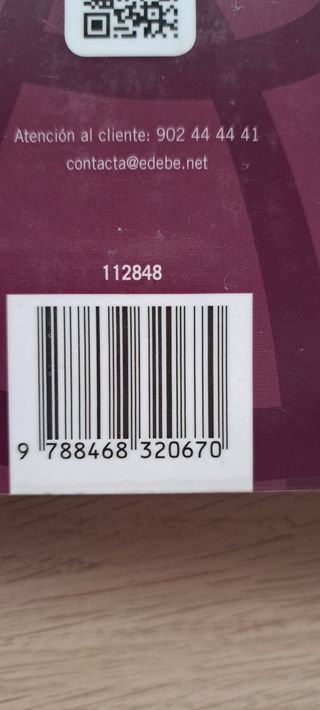 Atención al cliente: 902 44 44 41
contacta@edebe.net
112848
9 788468 320670